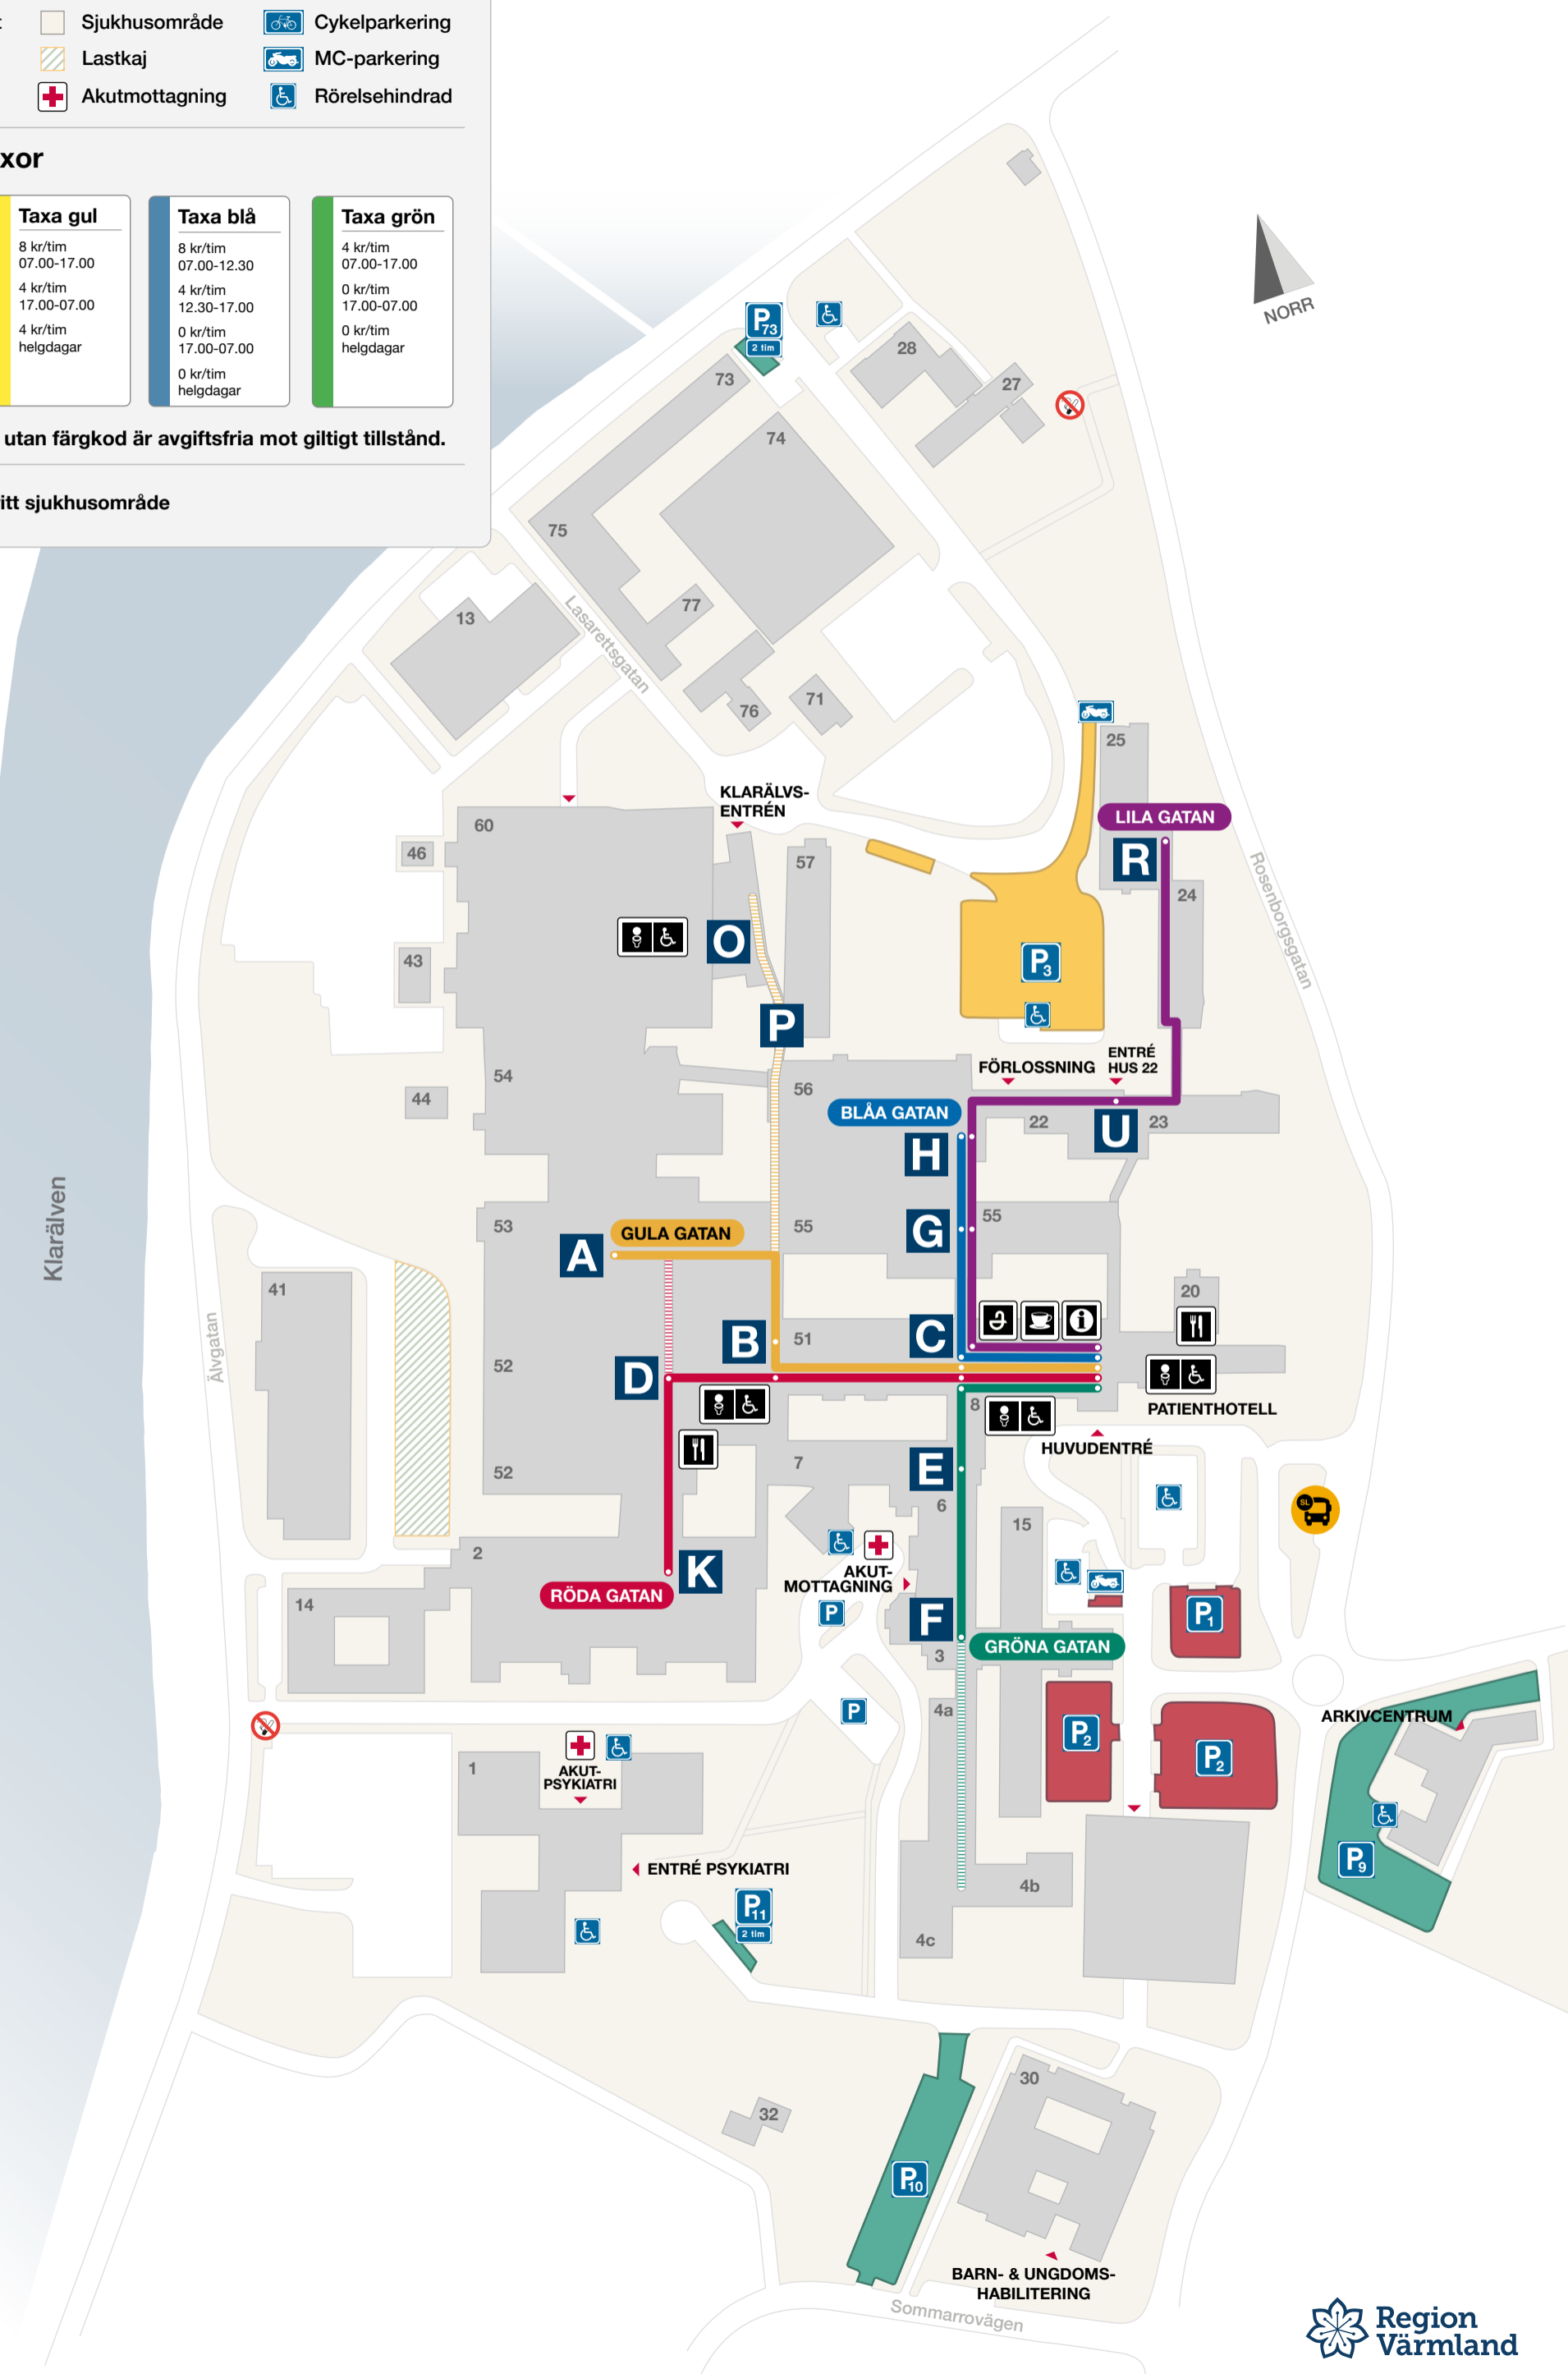 Sjukhusområde
Cykelparkering
Lastkaj
MC-parkering
Akutmottagning
Rörelsehindrad
xor
Taxa gul
8 kr/tim
07.00-17.00
4 kr/tim
17.00-07.00
4 kr/tim
helgdagar
Taxa blå
8 kr/tim
07.00-12.30
4 kr/tim
12.30-17.00
0 kr/tim
17.00-07.00
0 kr/tim
helgdagar
Taxa grön
4 kr/tim
07.00-17.00
0 kr/tim
17.00-07.00
0 kr/tim
helgdagar
utan färgkod är avgiftsfria mot giltigt tillstånd.
itt sjukhusområde
NORR
P73
2 tim
28
73
27
74
75
77
13
Lasarettsgatan
76
71
25
KLARÄLVS-
ENTRÉN
LILA GATAN
60
46
57
R
Rosenborgsgatan
24
O
43
P3
P
FÖRLOSSNING
ENTRÉ
HUS 22
54
56
44
BLÅA GATAN
22
U
23
H
Klarälven
53
GULA GATAN
55
G
55
A
41
20
Älvgatan
B
51
C
52
D
8
PATIENTHOTELL
HUVUDENTRÉ
52
7
E
6
15
SL
2
AKUT-
MOTTAGNING
K
RÖDA GATAN
14
P
F
P1
GRÖNA GATAN
3
4a
P
P2
P2
ARKIVCENTRUM
1
AKUT-
PSYKIATRI
P9
ENTRÉ PSYKIATRI
4b
P11
2 tim
4c
30
32
P10
BARN- & UNGDOMS-
HABILITERING
Sommarrovägen
Region
Värmland